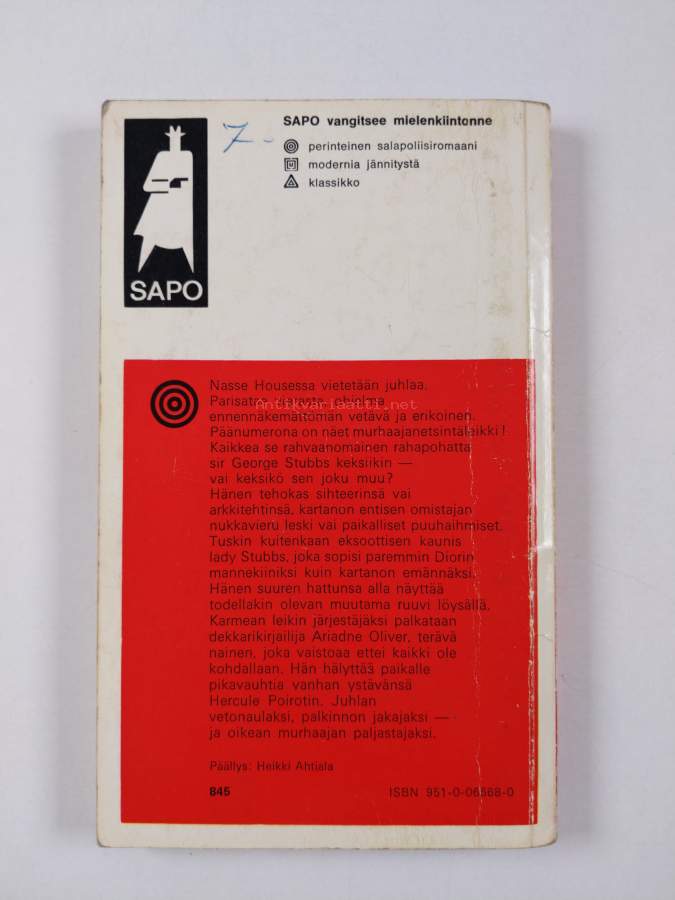 SAPO vangitsee mielenkiintonne
7-
perinteinen salapoliisiromaani
modernia jännitystä
klassikko
SAPO
Nasse Housessa vietetään juhlaa.
Parisataa vierasta, ohjelma
Antikvariaatti.net
ennennäkemättömän vetävä ja erikoinen.
Päänumerona on näet murhaajanetsintäleikki!
Kaikkea se rahvaanomainen rahapohatta
sir George Stubbs keksiikin —
vai keksikö sen joku muu?
Hänen tehokas sihteerinsä vai
arkkitehtinsä, kartanon entisen omistajan
nukkavieru leski vai paikalliset puuhaihmiset.
Tuskin kuitenkaan eksoottisen kaunis
lady Stubbs, joka sopisi paremmin Diorin
mannekiiniksi kuin kartanon emännäksi.
Hänen suuren hattunsa alla näyttää
todellakin olevan muutama ruuvi löysällä.
Karmean leikin järjestäjäksi palkataan
dekkarikirjailija Ariadne Oliver, terävä
nainen, joka vaistoaa ettei kaikki ole
kohdallaan. Hän hälyttää paikalle
pikavauhtia vanhan ystävänsä
Hercule Poirotin. Juhlan
vetonaulaksi, palkinnon jakajaksi —
ja oikean murhaajan paljastajaksi.
Päällys: Heikki Ahtiala
845 ISBN 951-0-06568-0